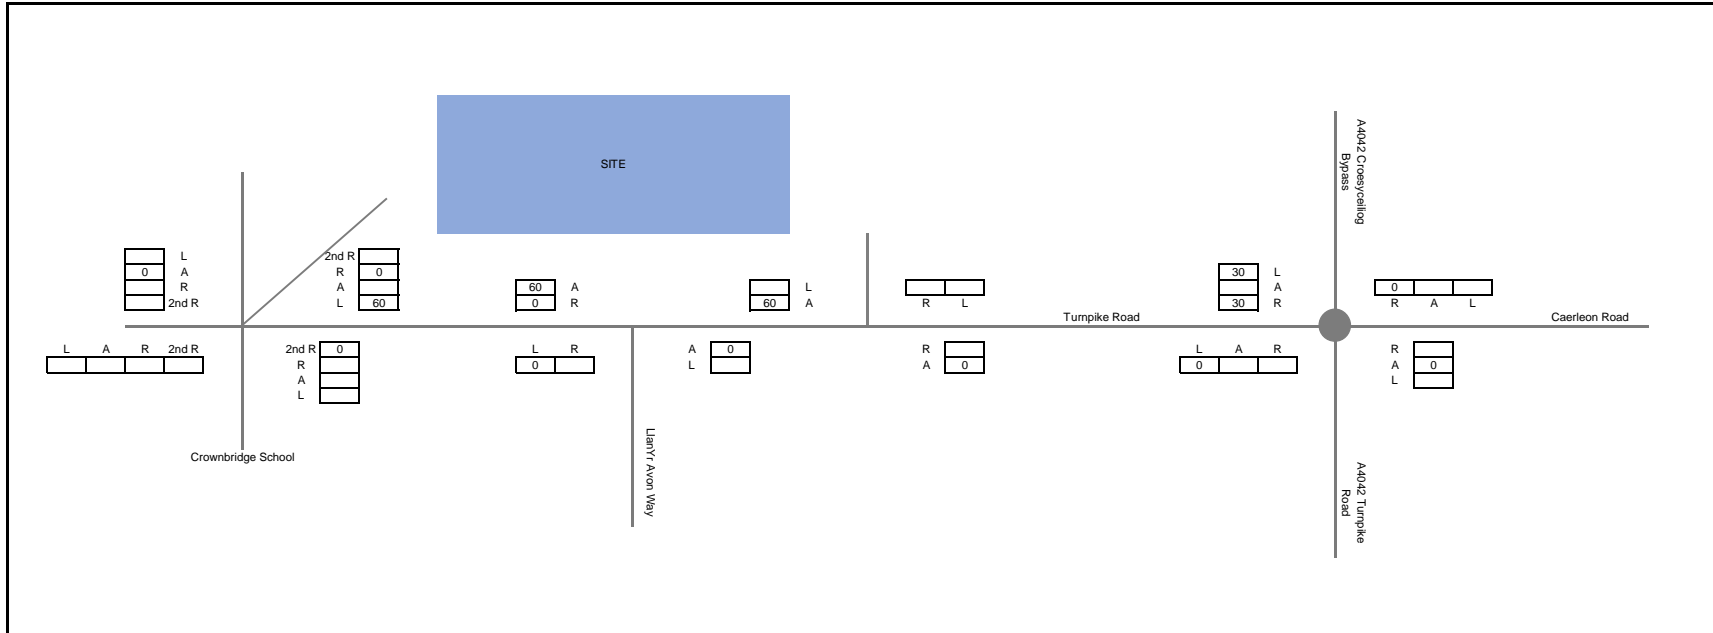 SITE
A4042 Croesyceiliog
Bypass
L
0 A
R
2nd R
2nd R
R 0
A
L 60
60 A
0 R
L
60 A
R L
30 L
A
30 R
0
R A L
Turnpike Road
Caerleon Road
L A R 2nd R
2nd R 0
R
A
L
L R
0
A 0
L
R
A 0
L A R
0
R
A 0
L
Crownbridge School
LlanYr Avon Way
A4042 Turnpike
Road